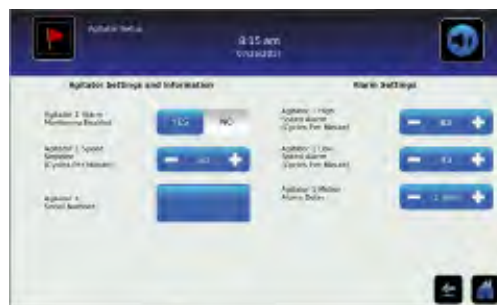 Agitator Setup
8:15 am
Agitator Settings and Information
Alarm Settings
Agitator 1 Alarm
Monitoring Enabled
YES
NO
Agitator 1 Speed
Setpoint
(Cycles Per Minute)
Agitator 1
Serial Number
Agitator 1 High
Speed Alarm
(Cycles Per Minute)
Agitator 1 Low
Speed Alarm
(Cycles Per Minute)
Agitator 1 Motion
Alarm Delay